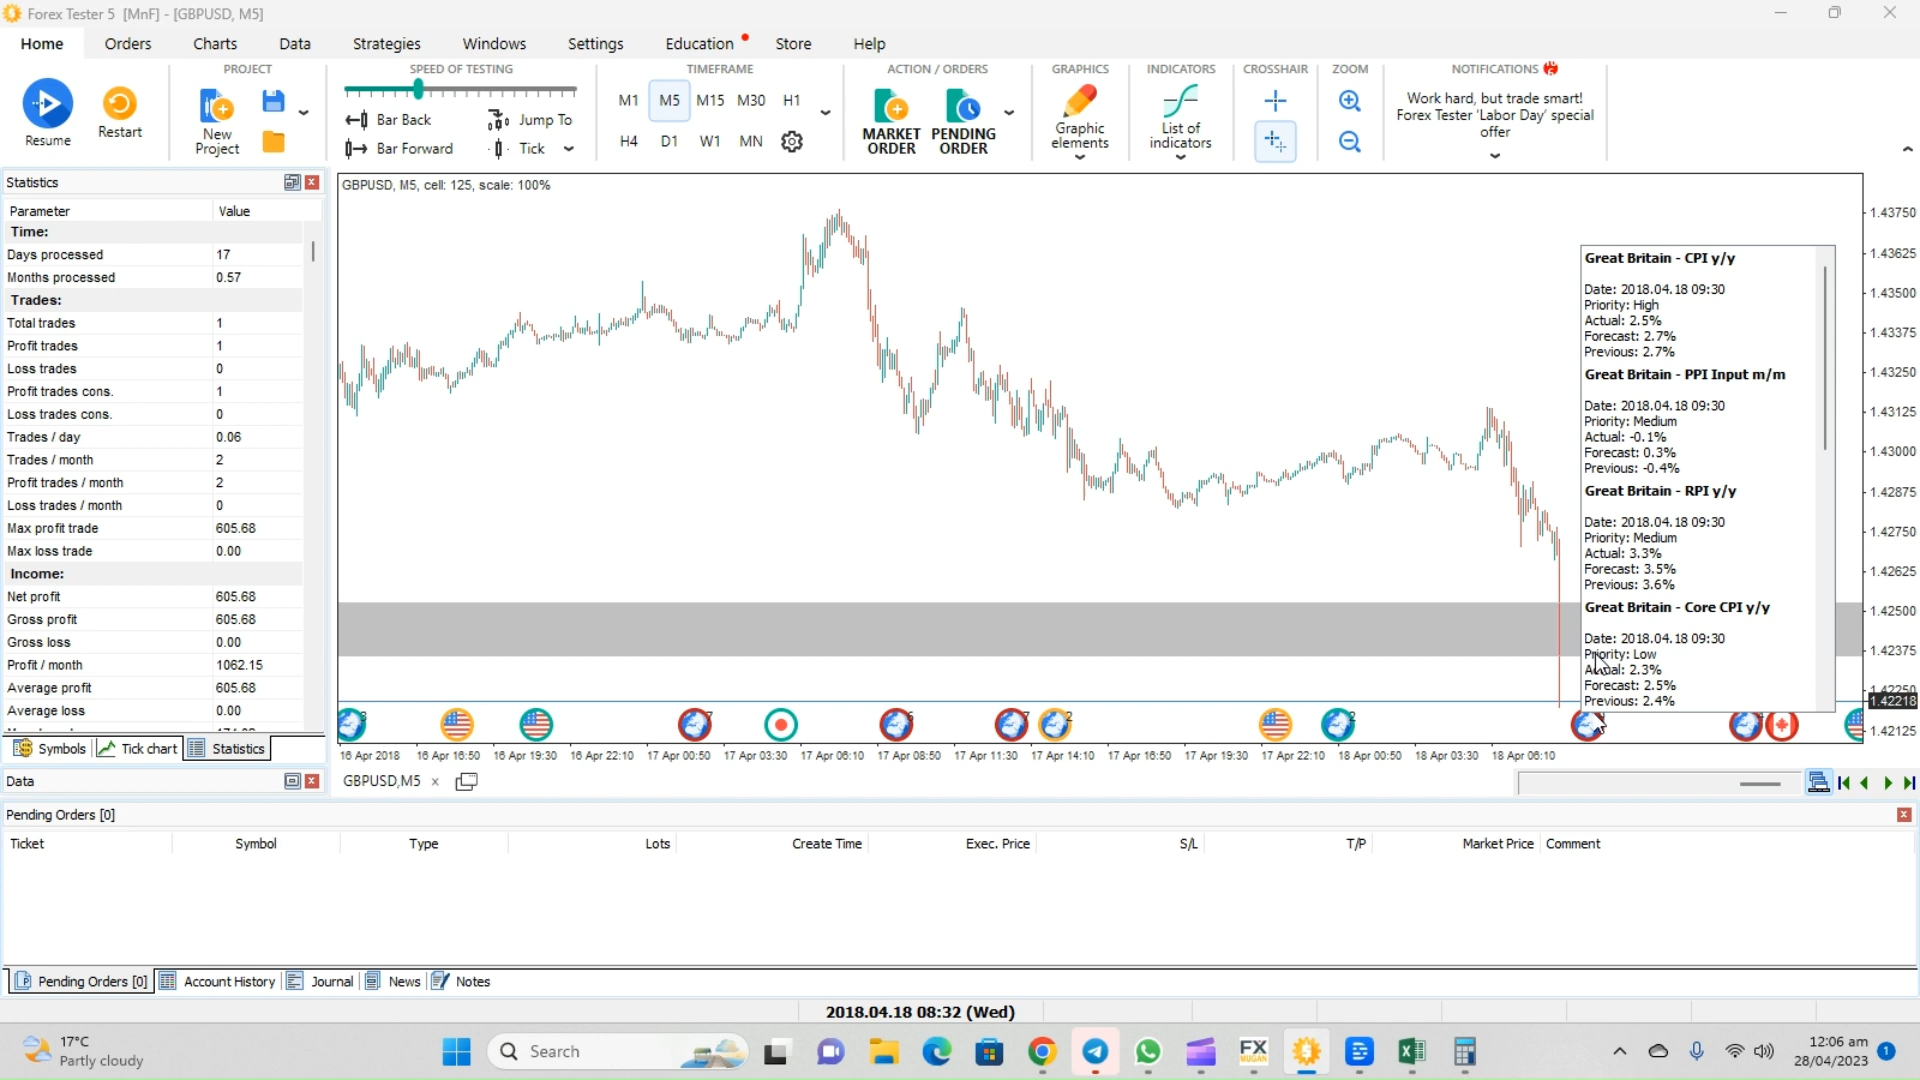 Forex Tester 5 [MnF] - [GBPUSD, M5]
Home Orders Charts Data Strategies Windows Settings Education Store Help
PROJECT SPEED OF TESTING TIMEFRAME ACTION / ORDERS GRAPHICS INDICATORS CROSSHAIR ZOOM NOTIFICATIONS
Resume
Restart
New
Project
Bar Back Jump To
Bar Forward Tick
M1 M5 M15 M30 H1
H4 D1 W1 MN
MARKET
ORDER
PENDING
ORDER
Graphic
elements
List of
indicators
Work hard, but trade smart!
Forex Tester 'Labor Day' special
offer
Statistics
Parameter Value
Time:
Days processed 17
Months processed 0.57
Trades:
Total trades 1
Profit trades 1
Loss trades 0
Profit trades cons. 1
Loss trades cons. 0
Trades / day 0.06
Trades / month 2
Profit trades / month 2
Loss trades / month 0
Max profit trade 605.68
Max loss trade 0.00
Income:
Net profit 605.68
Gross profit 605.68
Gross loss 0.00
Profit / month 1062.15
Average profit 605.68
Average loss 0.00
Symbols Tick chart Statistics
Data
GBPUSD, M5, cell: 125, scale: 100%
Great Britain - CPI y/y
Date: 2018.04.18 09:30
Priority: High
Actual: 2.5%
Forecast: 2.7%
Previous: 2.7%
Great Britain - PPI Input m/m
Date: 2018.04.18 09:30
Priority: Medium
Actual: -0.1%
Forecast: 0.3%
Previous: -0.4%
Great Britain - RPI y/y
Date: 2018.04.18 09:30
Priority: Medium
Actual: 3.3%
Forecast: 3.5%
Previous: 3.6%
Great Britain - Core CPI y/y
Date: 2018.04.18 09:30
Priority: Low
Actual: 2.3%
Forecast: 2.5%
Previous: 2.4%
1.43750
1.43625
1.43500
1.43375
1.43250
1.43125
1.43000
1.42875
1.42750
1.42625
1.42500
1.42375
1.42250
1.42218
1.42125
16 Apr 2018 16 Apr 16:50 16 Apr 19:30 16 Apr 22:10 17 Apr 00:50 17 Apr 03:30 17 Apr 06:10 17 Apr 08:50 17 Apr 11:30 17 Apr 14:10 17 Apr 16:50 17 Apr 19:30 17 Apr 22:10 18 Apr 00:50 18 Apr 03:30 18 Apr 06:10
GBPUSD,M5
Pending Orders [0]
Ticket Symbol Type Lots Create Time Exec. Price S/L T/P Market Price Comment
Pending Orders [0] Account History Journal News Notes
2018.04.18 08:32 (Wed)
17°C
Partly cloudy
Search
FX
MUGAN
12:06 am
28/04/2023
1